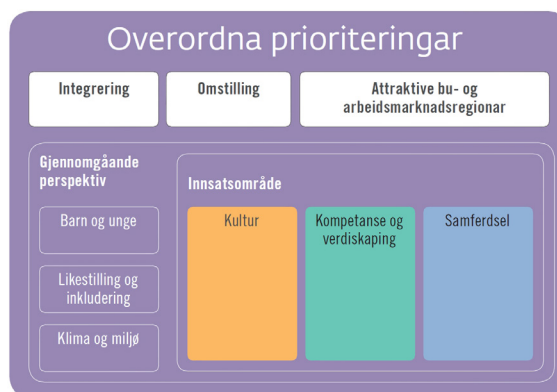 Overordna prioriteringar
Integrering
Omstilling
Attraktive bu- og
arbeidsmarknadsregionar
Gjennomgåande
perspektiv
Barn og unge
Likestilling og
inkludering
Klima og miljø
Innsatsområde
Kultur
Kompetanse og
verdiskaping
Samferdsel